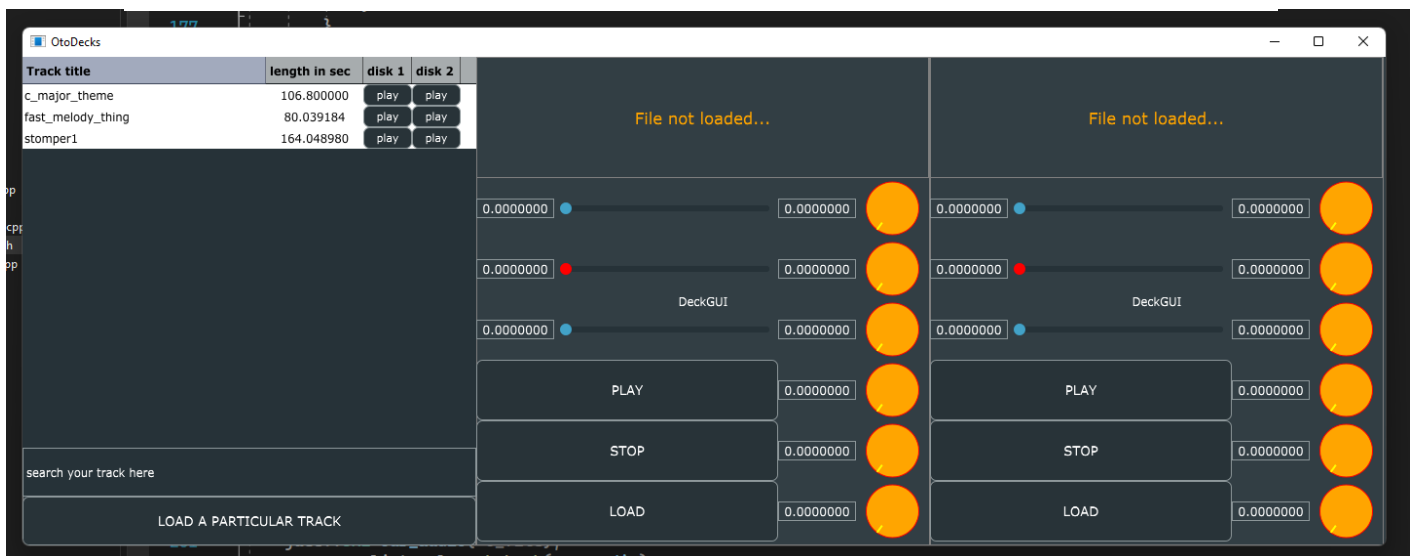 177 }
OtoDecks
Track title length in sec disk 1 disk 2
c_major_theme 106.800000 play play
fast_melody_thing 80.039184 play play
stomper1 164.048980 play play
search your track here
LOAD A PARTICULAR TRACK
File not loaded...
0.0000000 0.0000000
0.0000000 0.0000000
DeckGUI
0.0000000 0.0000000
PLAY 0.0000000
STOP 0.0000000
LOAD 0.0000000
File not loaded...
0.0000000 0.0000000
0.0000000 0.0000000
DeckGUI
0.0000000 0.0000000
PLAY 0.0000000
STOP 0.0000000
LOAD 0.0000000
pp
cpp
h
pp